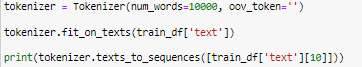 tokenizer = Tokenizer(num_words=10000, oov_token='')
tokenizer.fit_on_texts(train_df['text'])
print(tokenizer.texts_to_sequences([train_df['text'][10]]))